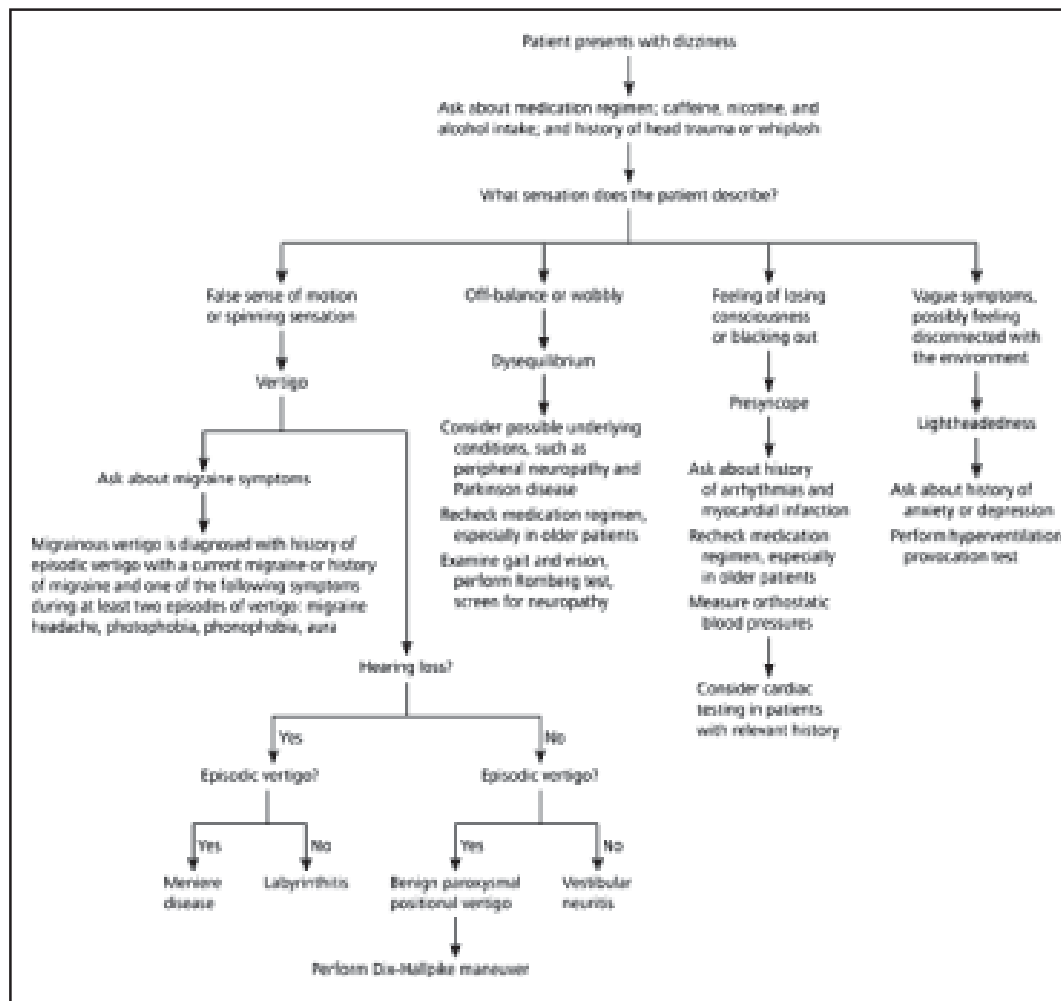 Patient presents with dizziness
Ask about medication regimen; caffeine, nicotine, and
alcohol intake; and history of head trauma or whiplash
What sensation does the patient describe?
False sense of motion
or spinning sensation
Vertigo
Ask about migraine symptoms
Migrainous vertigo is diagnosed with history of
episodic vertigo with a current migraine or history
of migraine and one of the following symptoms
during at least two episodes of vertigo: migraine
headache, photophobia, phonophobia, aura
Hearing loss?
Yes
Episodic vertigo?
Yes
Meniere
disease
No
Labyrinthitis
No
Episodic vertigo?
Yes
Benign paroxysmal
positional vertigo
Perform Dix-Hallpike maneuver
No
Vestibular
neuritis
Off-balance or wobbly
Dysequilibrium
Consider possible underlying
conditions, such as
peripheral neuropathy and
Parkinson disease
Recheck medication regimen,
especially in older patients
Examine gait and vision,
perform Romberg test,
screen for neuropathy
Feeling of losing
consciousness
or blacking out
Presyncope
Ask about history
of arrhythmias and
myocardial infarction
Recheck medication
regimen, especially
in older patients
Measure orthostatic
blood pressures
Consider cardiac
testing in patients
with relevant history
Vague symptoms,
possibly feeling
disconnected with
the environment
Lightheadedness
Ask about history of
anxiety or depression
Perform hyperventilation
provocation test